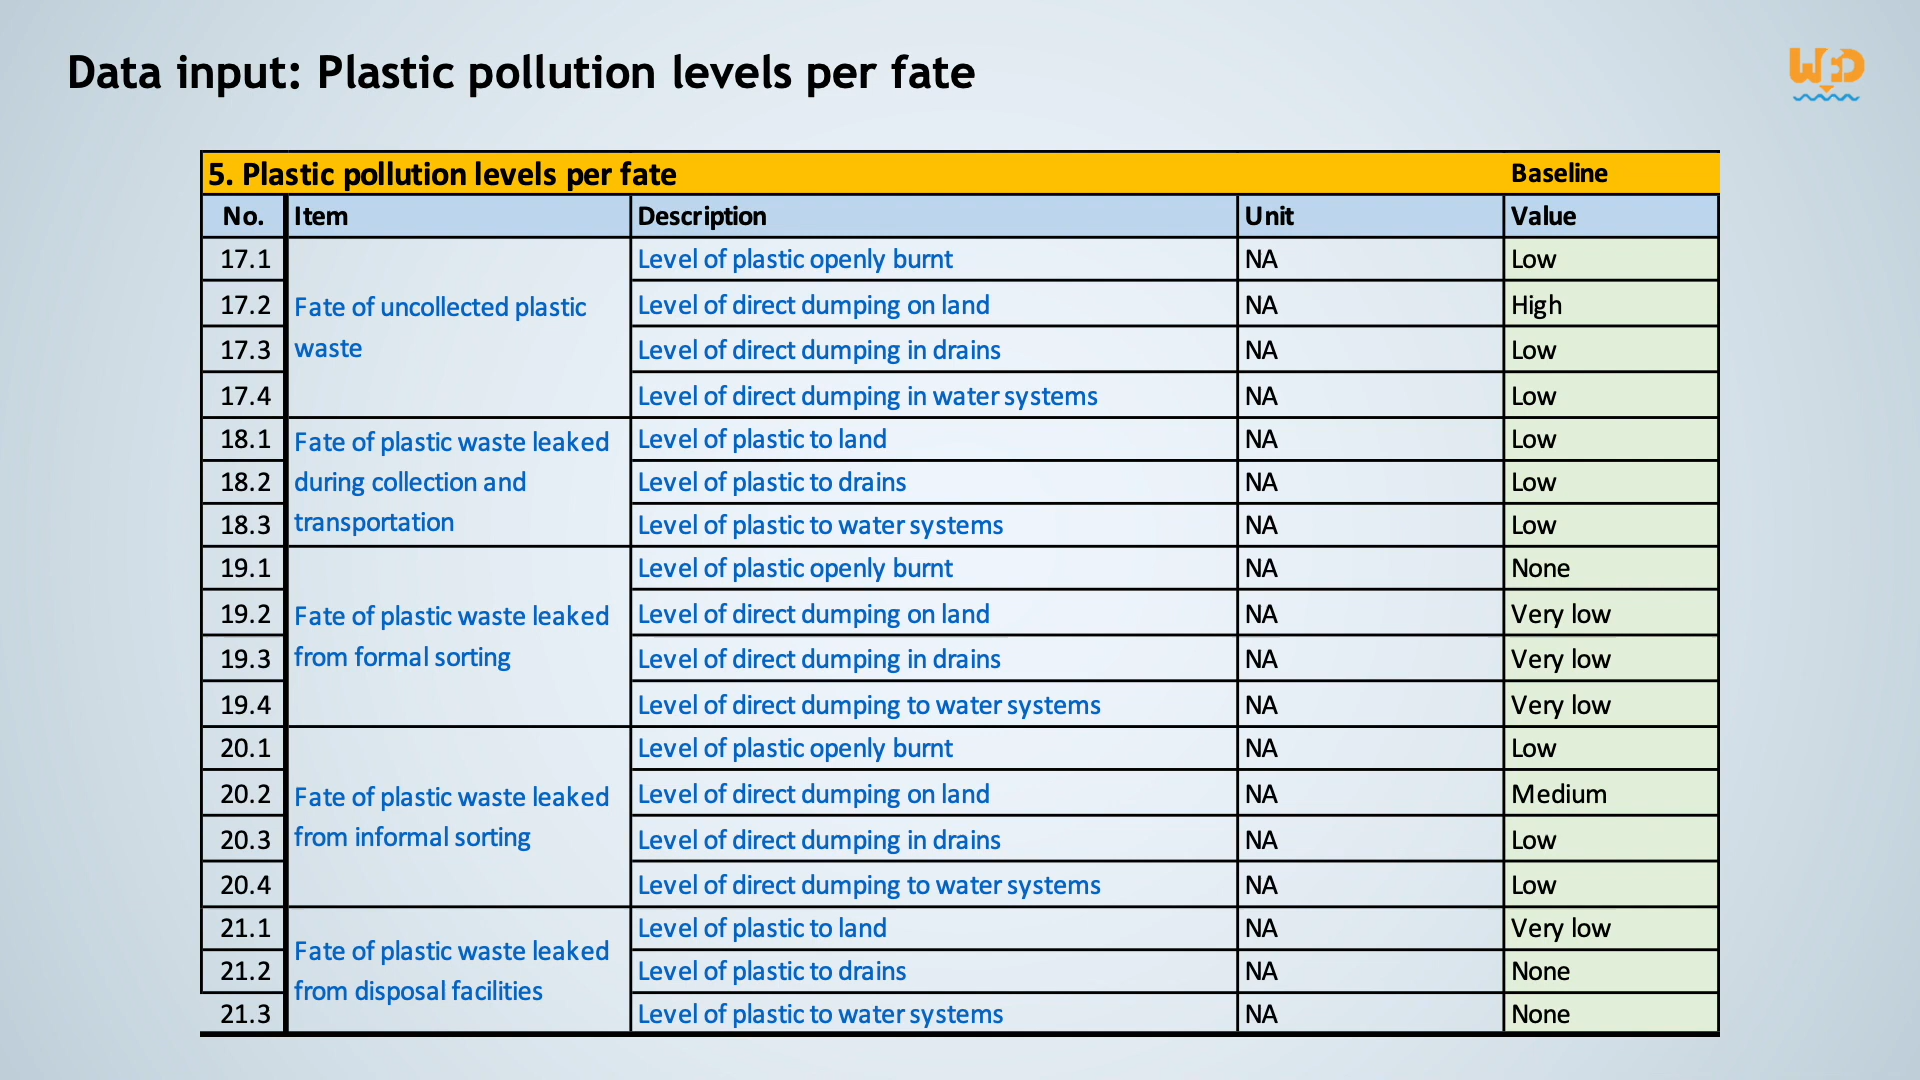 Data input: Plastic pollution levels per fate
WFD
5. Plastic pollution levels per fate Baseline
No. Item Description Unit Value
17.1 Level of plastic openly burnt NA Low
17.2 Fate of uncollected plastic Level of direct dumping on land NA High
17.3 waste Level of direct dumping in drains NA Low
17.4 Level of direct dumping in water systems NA Low
18.1 Fate of plastic waste leaked Level of plastic to land NA Low
18.2 during collection and Level of plastic to drains NA Low
18.3 transportation Level of plastic to water systems NA Low
19.1 Level of plastic openly burnt NA None
19.2 Fate of plastic waste leaked Level of direct dumping on land NA Very low
19.3 from formal sorting Level of direct dumping in drains NA Very low
19.4 Level of direct dumping to water systems NA Very low
20.1 Level of plastic openly burnt NA Low
20.2 Fate of plastic waste leaked Level of direct dumping on land NA Medium
20.3 from informal sorting Level of direct dumping in drains NA Low
20.4 Level of direct dumping to water systems NA Low
21.1 Fate of plastic waste leaked Level of plastic to land NA Very low
21.2 from disposal facilities Level of plastic to drains NA None
21.3 Level of plastic to water systems NA None